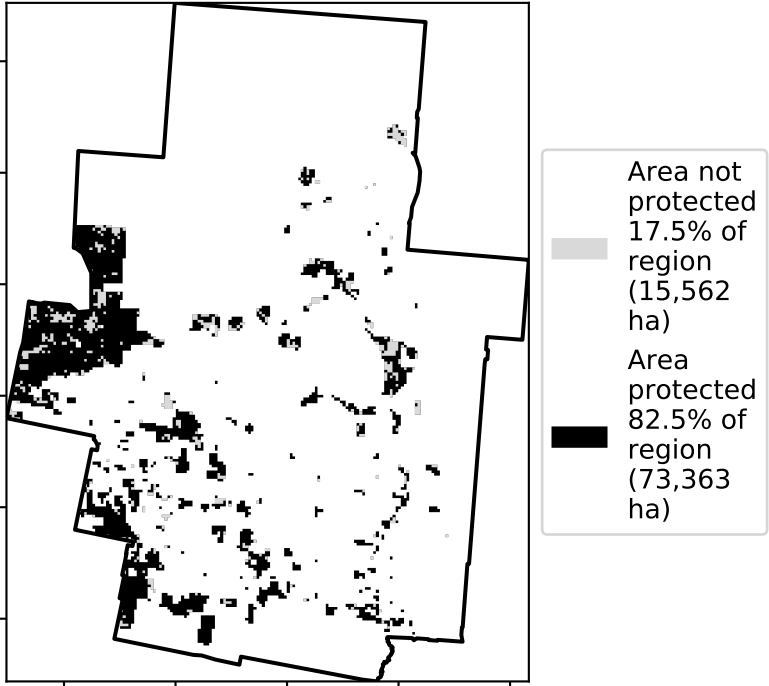 Area not
protected
17.5% of
region
(15,562
ha)
Area
protected
82.5% of
region
(73,363
ha)